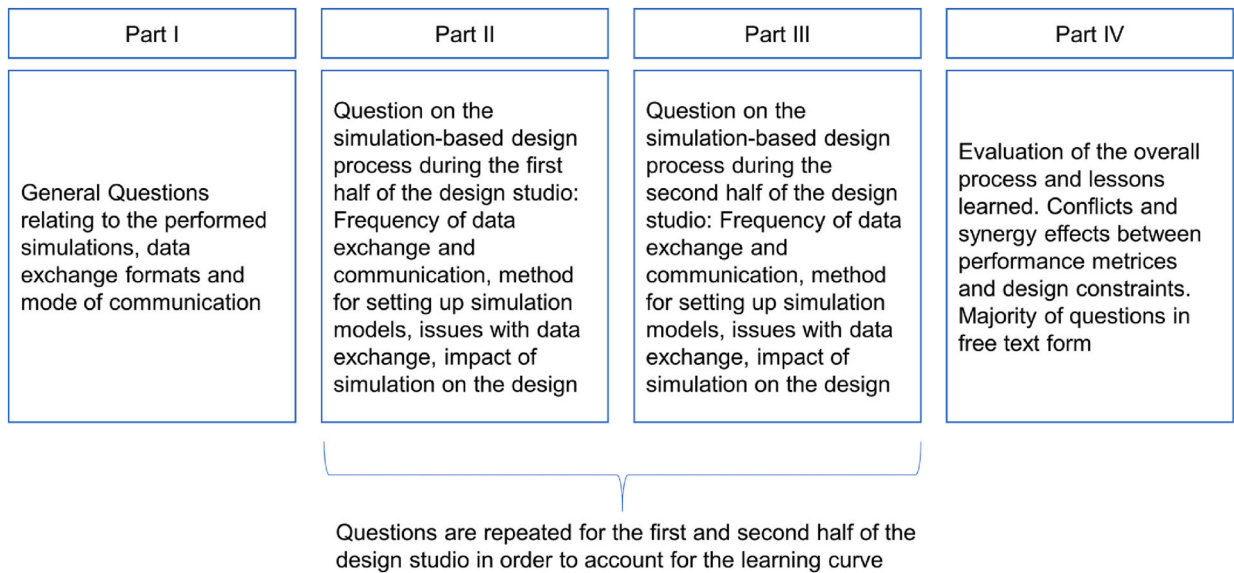 Part I
General Questions
relating to the performed
simulations, data
exchange formats and
mode of communication
Part II
Question on the
simulation-based design
process during the first
half of the design studio:
Frequency of data
exchange and
communication, method
for setting up simulation
models, issues with data
exchange, impact of
simulation on the design
Part III
Question on the
simulation-based design
process during the
second half of the design
studio: Frequency of data
exchange and
communication, method
for setting up simulation
models, issues with data
exchange, impact of
simulation on the design
Part IV
Evaluation of the overall
process and lessons
learned. Conflicts and
synergy effects between
performance metrices
and design constraints.
Majority of questions in
free text form
Questions are repeated for the first and second half of the
design studio in order to account for the learning curve